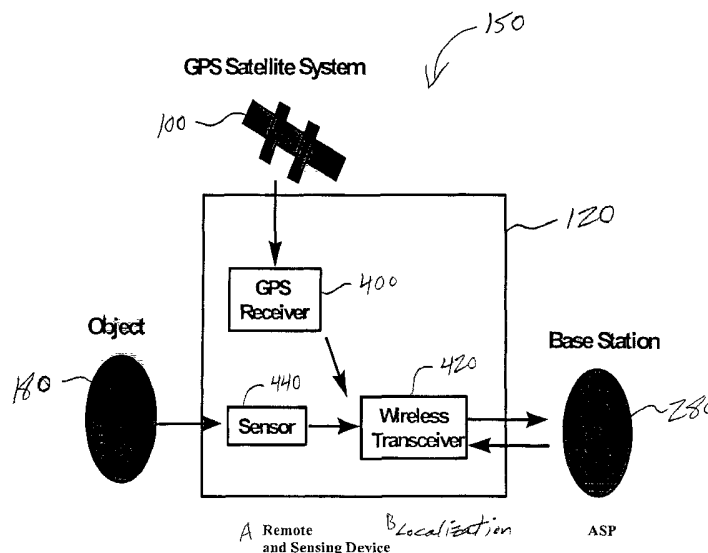 150
GPS Satellite System
100
120
GPS
Receiver
400
Object
Base Station
180
440
420
Sensor
Wireless
Transceiver
280
A Remote B Localization ASP
and Sensing Device